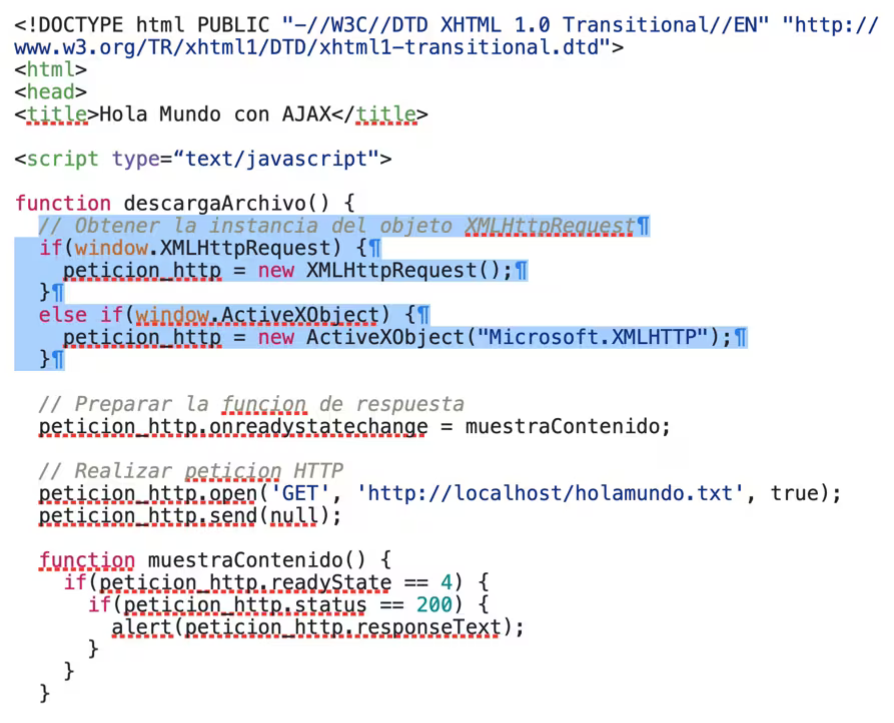 <!DOCTYPE html PUBLIC "-//W3C//DTD XHTML 1.0 Transitional//EN" "http://
www.w3.org/TR/xhtml1/DTD/xhtml1-transitional.dtd">
<html>
<head>
<title>Hola Mundo con AJAX</title>
<script type=“text/javascript">
function descargaArchivo() {
// Obtener la instancia del objeto XMLHttpRequest¶
if(window.XMLHttpRequest) {¶
peticion_http = new XMLHttpRequest();¶
}¶
else if(window.ActiveXObject) {¶
peticion_http = new ActiveXObject("Microsoft.XMLHTTP");¶
}¶
// Preparar la funcion de respuesta
peticion_http.onreadystatechange = muestraContenido;
// Realizar peticion HTTP
peticion_http.open('GET', 'http://localhost/holamundo.txt', true);
peticion_http.send(null);
function muestraContenido() {
if(peticion_http.readyState == 4) {
if(peticion_http.status == 200) {
alert(peticion_http.responseText);
}
}
}